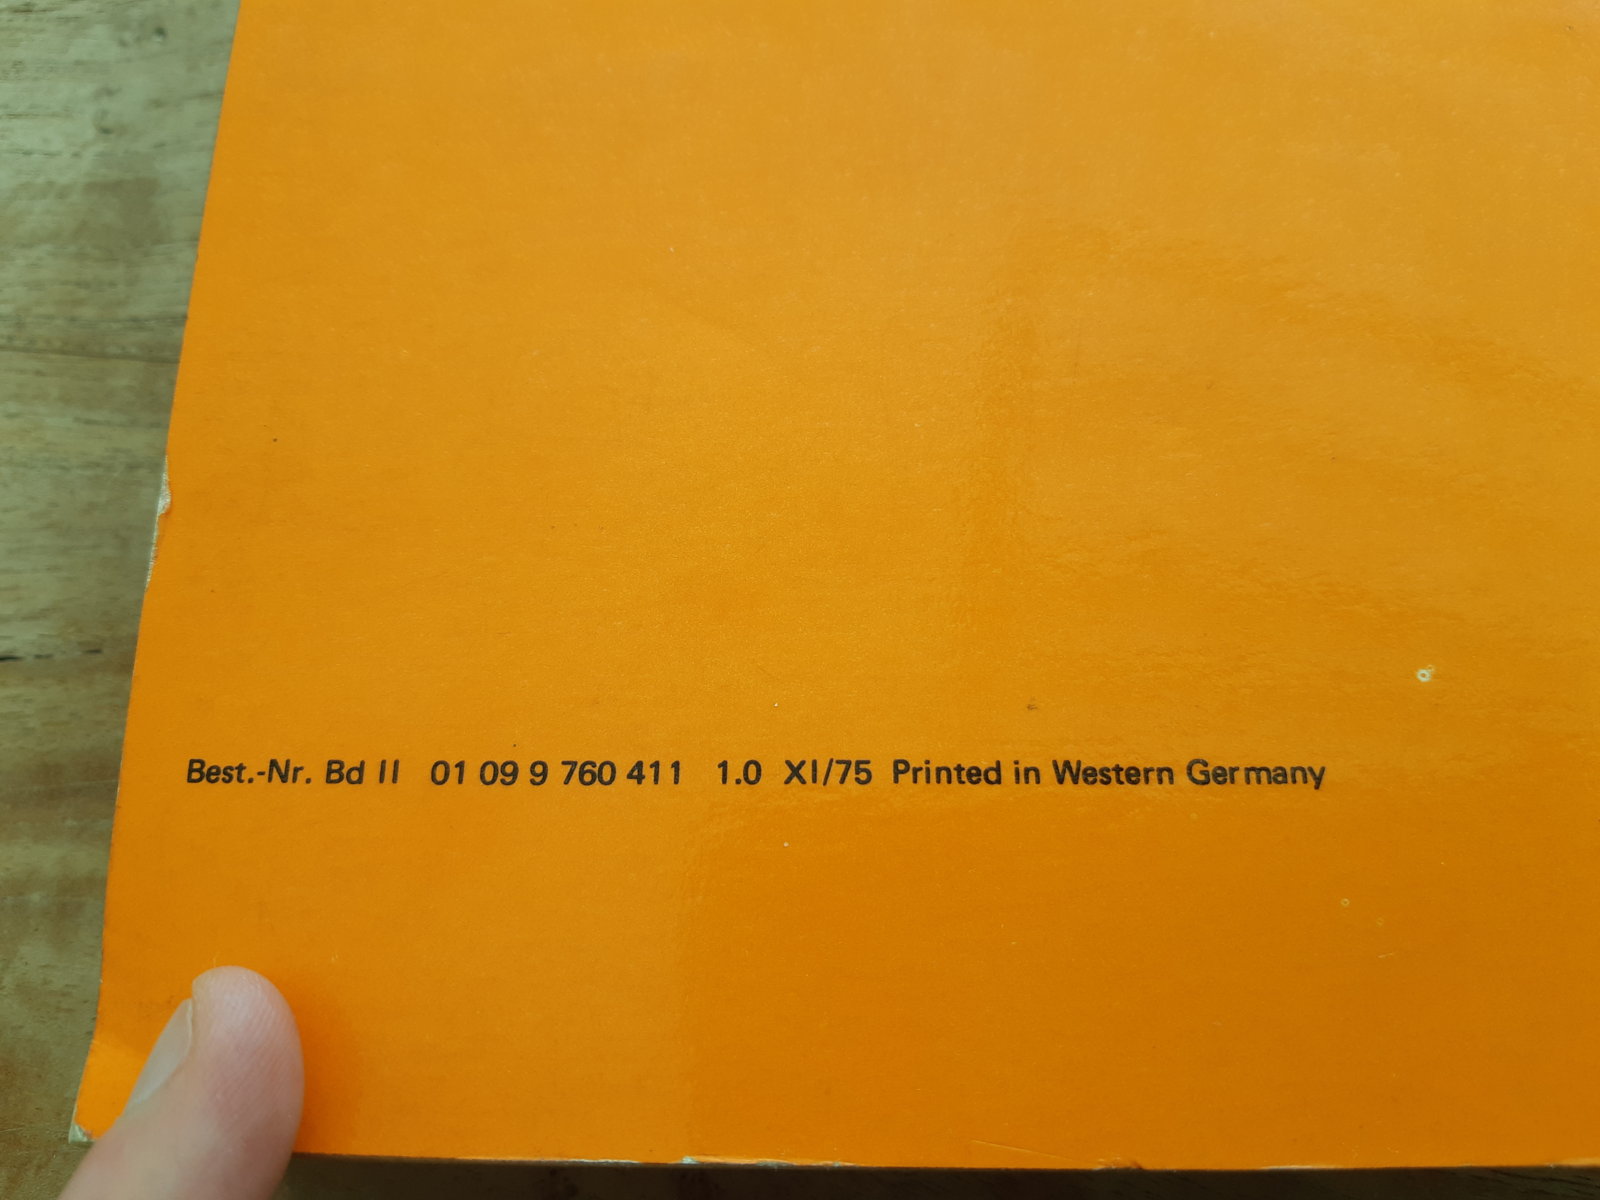 Best.-Nr. Bd II 01 09 9 760 411 1.0 XI/75 Printed in Western Germany